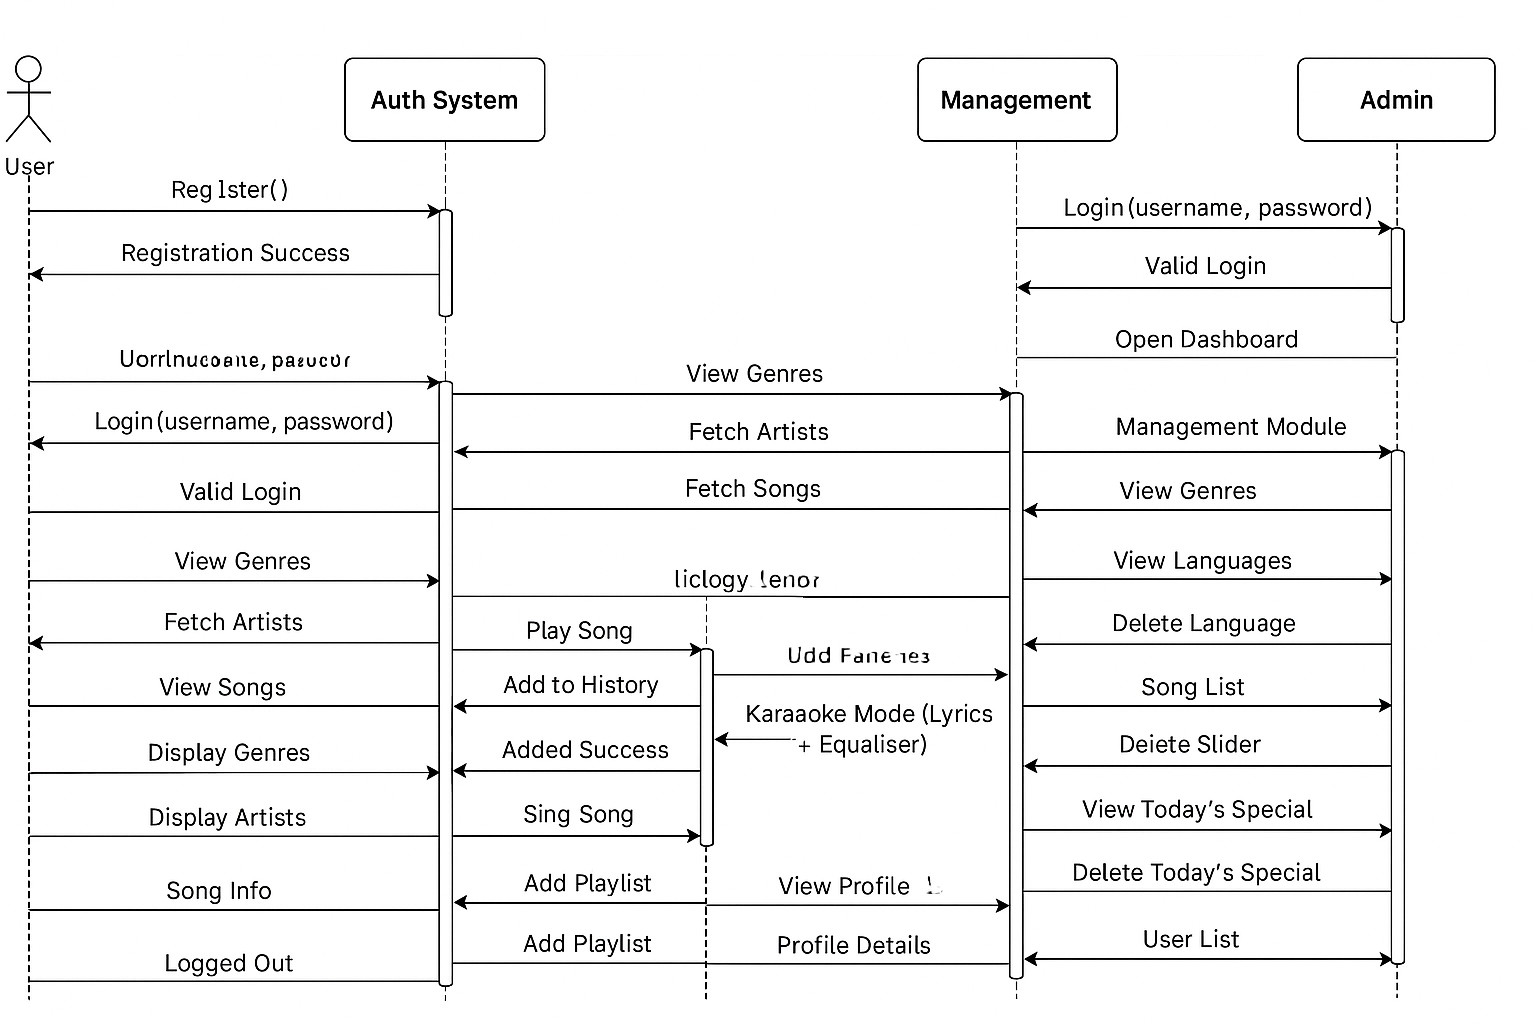 Auth System
Management
Admin
User
Reg1ster()
Login(username, password)
Registration Success
Valid Login
Open Dashboard
View Genres
Login(username, password)
Fetch Artists
Management Module
Valid Login
Fetch Songs
View Genres
View Genres
View Languages
Fetch Artists
Play Song
Delete Language
View Songs
Add to History
Karaaoke Mode (Lyrics
+ Equaliser)
Song List
Display Genres
Added Success
Deiete Slider
Display Artists
Sing Song
View Today's Special
Song Info
Add Playlist
View Profile
Delete Today's Special
Logged Out
Add Playlist
Profile Details
User List